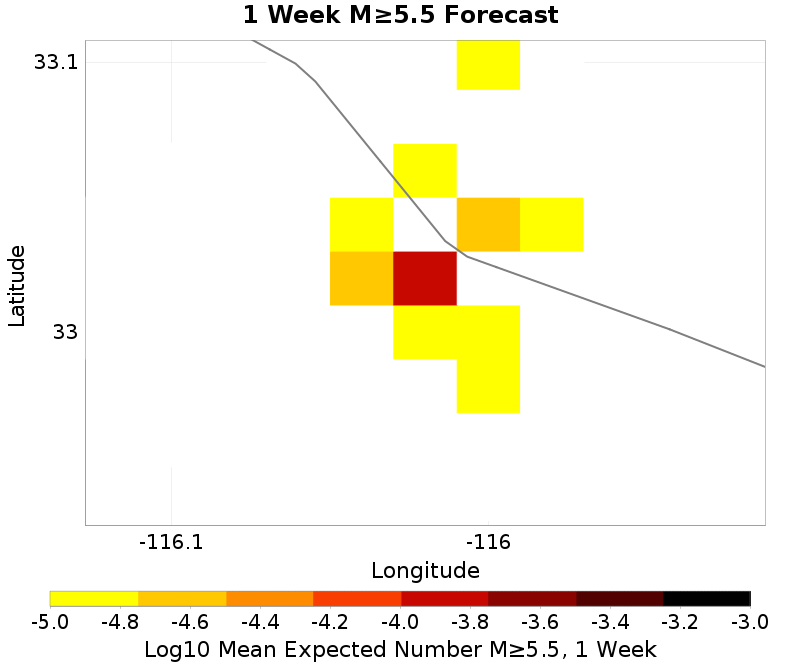 1 Week M≥5.5 Forecast
33.1
33
Latitude
-116.1 -116
Longitude
-5.0 -4.8 -4.6 -4.4 -4.2 -4.0 -3.8 -3.6 -3.4 -3.2 -3.0
Log10 Mean Expected Number M≥5.5, 1 Week